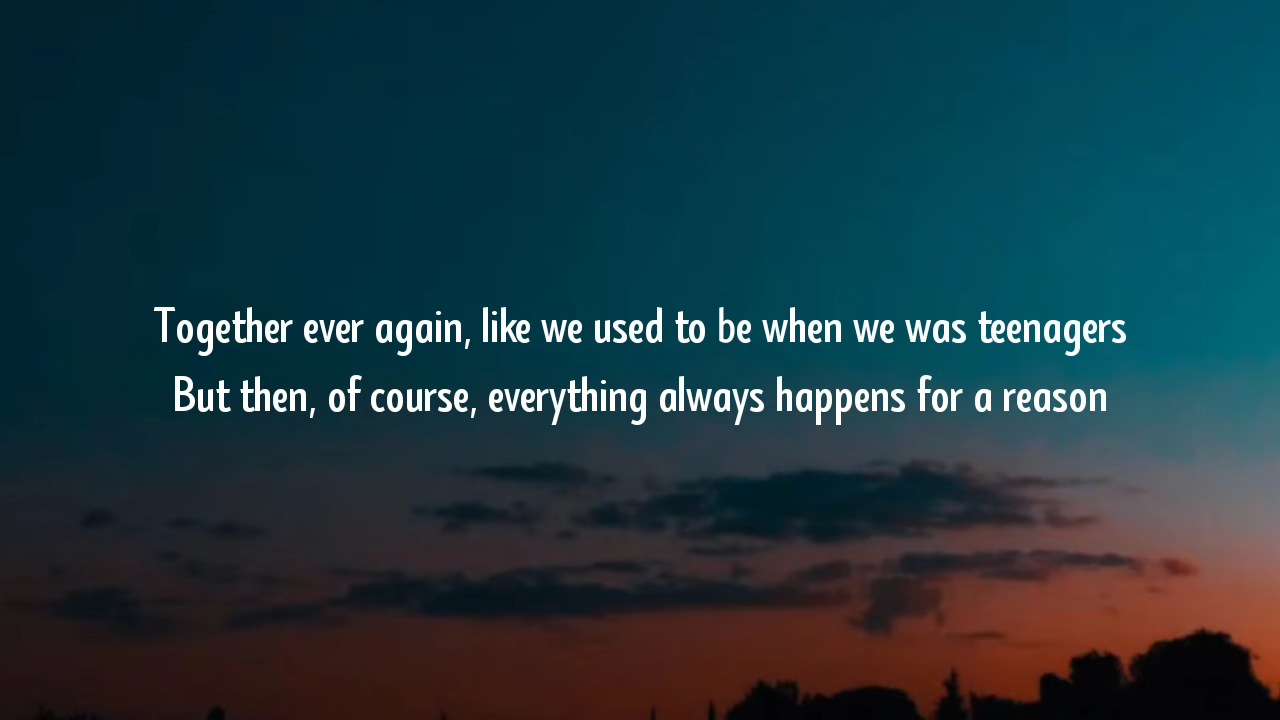 Together ever again, like we used to be when we was teenagers
But then, of course, everything always happens for a reason